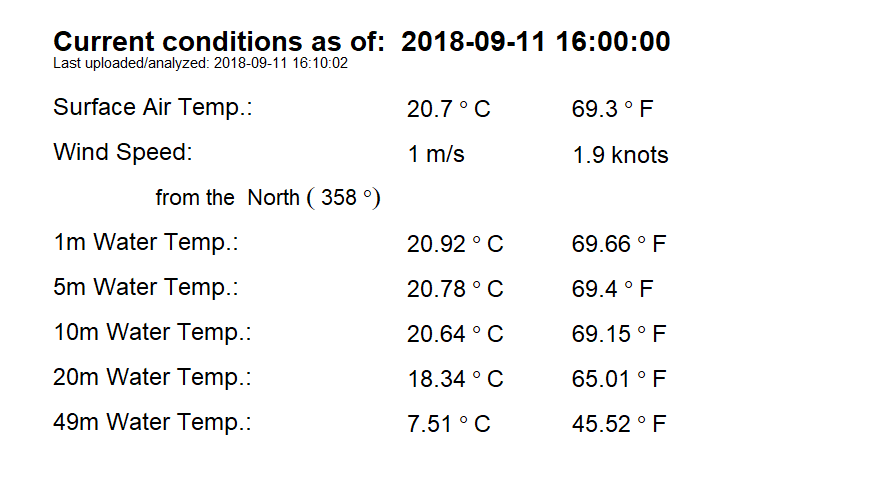 Current conditions as of: 2018-09-11 16:00:00
Last uploaded/analyzed: 2018-09-11 16:10:02
Surface Air Temp.: 20.7 ° C 69.3 ° F
Wind Speed: 1 m/s 1.9 knots
from the North ( 358 °)
1m Water Temp.: 20.92 ° C 69.66 ° F
5m Water Temp.: 20.78 ° C 69.4 ° F
10m Water Temp.: 20.64 ° C 69.15 ° F
20m Water Temp.: 18.34 ° C 65.01 ° F
49m Water Temp.: 7.51 ° C 45.52 ° F